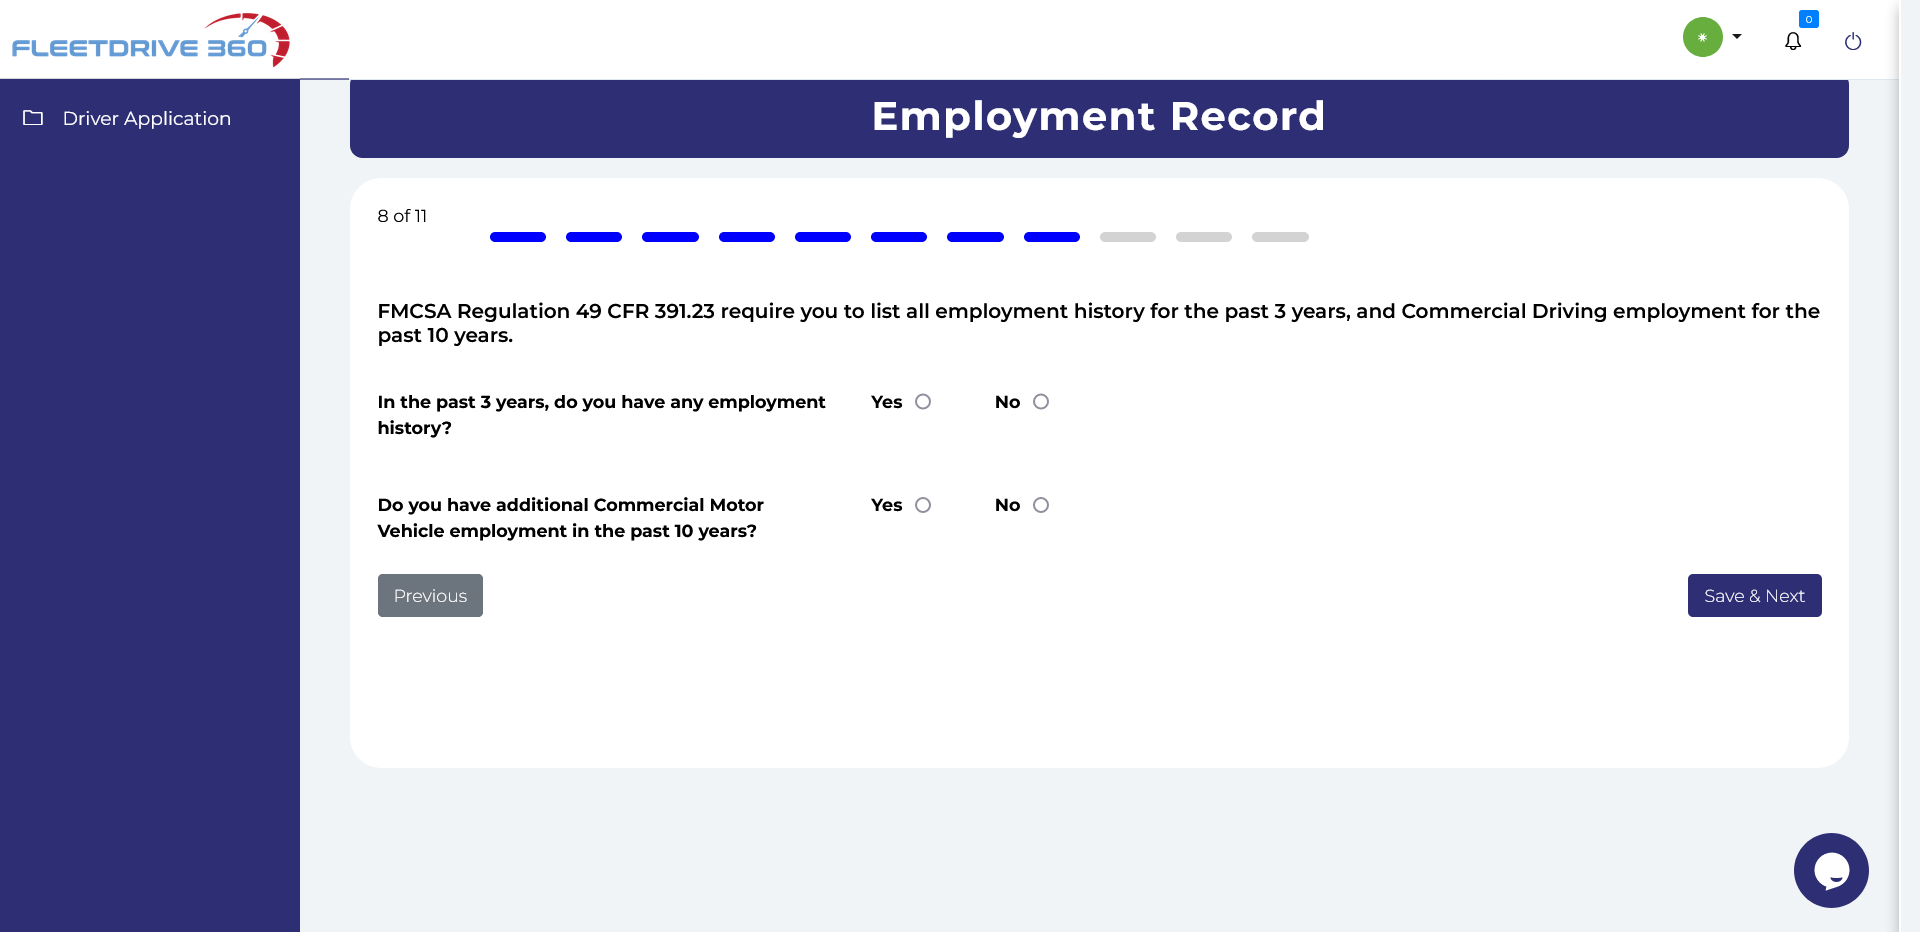 FLEETDRIVE 360
0
Driver Application
Employment Record
8 of 11
FMCSA Regulation 49 CFR 391.23 require you to list all employment history for the past 3 years, and Commercial Driving employment for the
past 10 years.
In the past 3 years, do you have any employment
history?
Yes
No
Do you have additional Commercial Motor
Vehicle employment in the past 10 years?
Yes
No
Previous
Save & Next